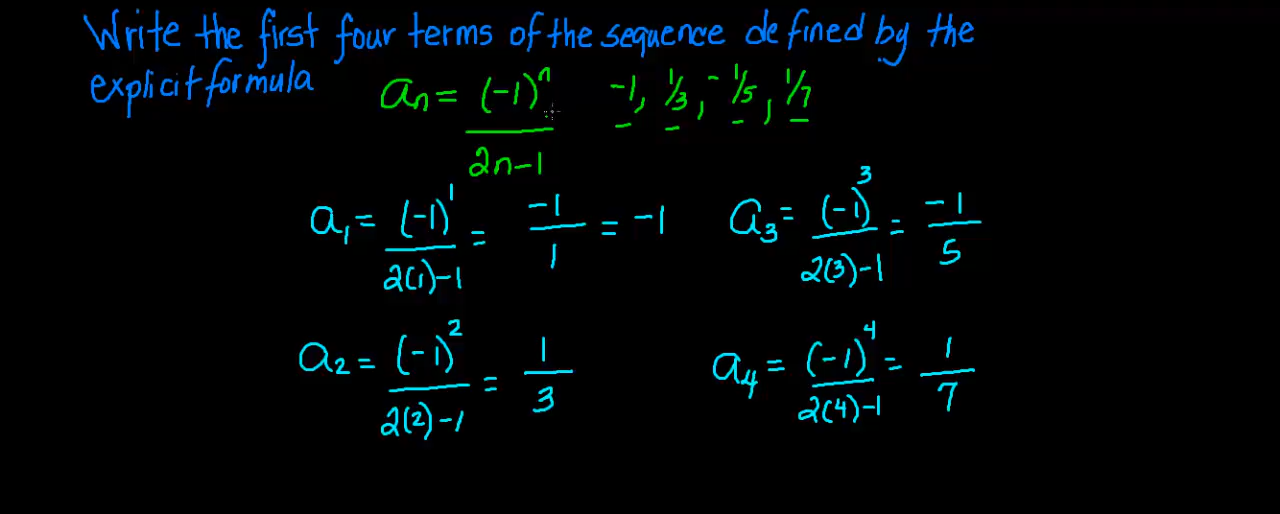 Write the first four terms of the sequence defined by the
explicit formula
aₙ = (-1)ⁿ / 2n-1    -1, 1/3, -1/5, 1/7
a₁ = (-1)¹ / 2(1)-1 = -1 / 1 = -1
a₂ = (-1)² / 2(2)-1 = 1 / 3
a₃ = (-1)³ / 2(3)-1 = -1 / 5
a₄ = (-1)⁴ / 2(4)-1 = 1 / 7